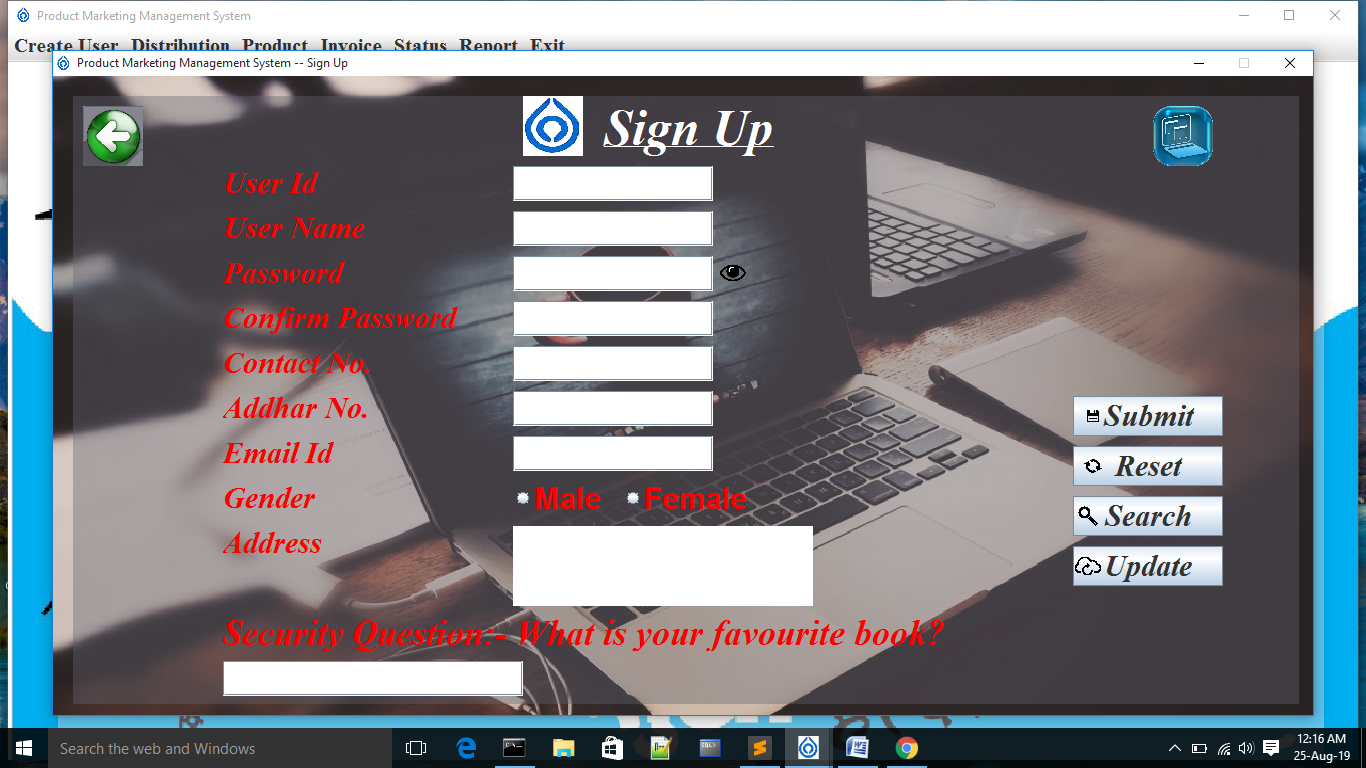 Product Marketing Management System
Create User Distribution Product Invoice Status Report Exit
Product Marketing Management System -- Sign Up
Sign Up
User Id
User Name
Password
Confirm Password
Contact No.
Addhar No.
Email Id
Gender
Male Female
Address
Submit
Reset
Search
Update
Security Question:- What is your favourite book?
Search the web and Windows
12:16 AM
25-Aug-19